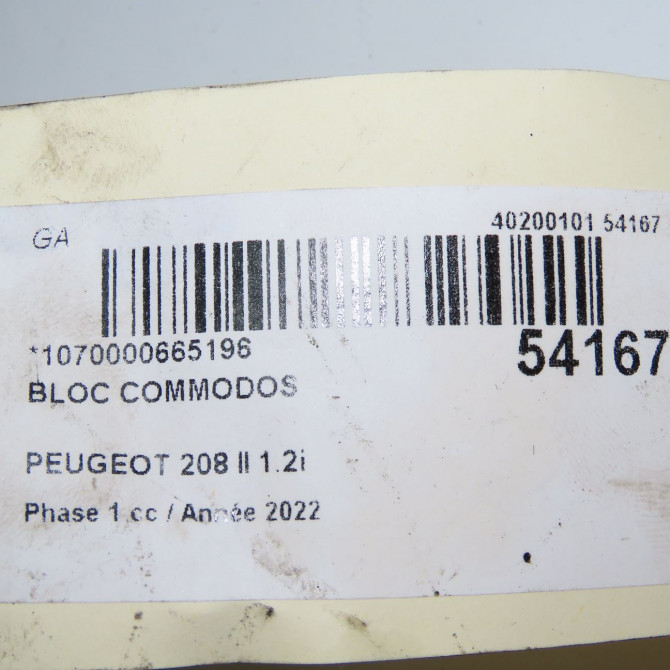 GA
40200101 54167
*1070000665196
54167
BLOC COMMODOS
PEUGEOT 208 II 1.2i
Phase 1 cc / Année 2022